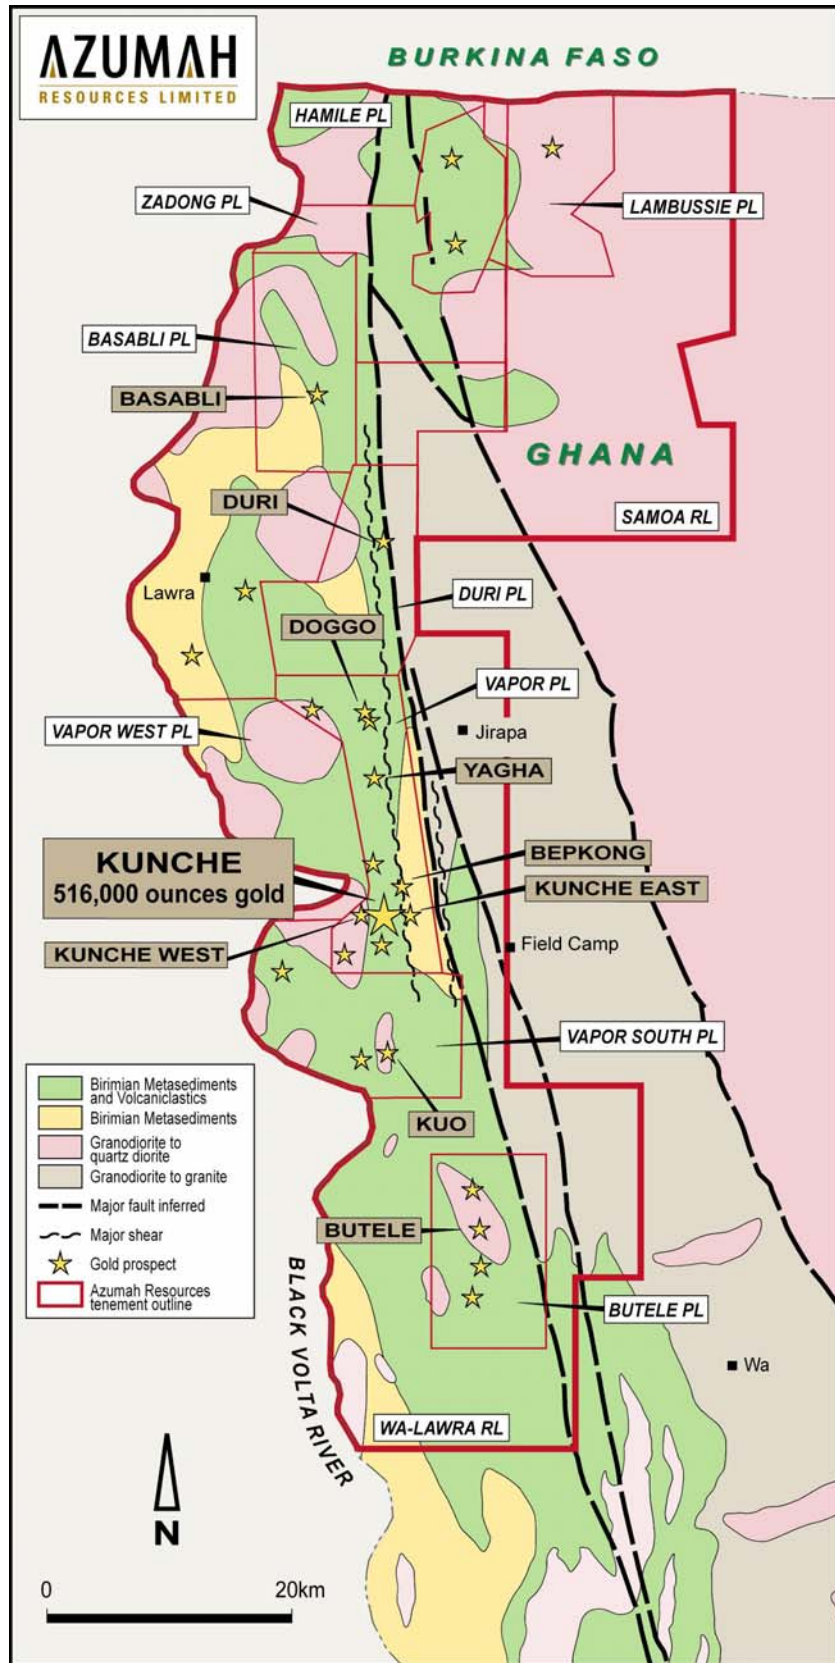 AZUMAH
RESOURCES LIMITED
BURKINA FASO
HAMILE PL
ZADONG PL
LAMBUSSIE PL
BASABLI PL
BASABLI
GHANA
DURI
SAMOA RL
Lawra
DURI PL
DOGGO
VAPOR PL
VAPOR WEST PL
Jirapa
YAGHA
KUNCHE
516,000 ounces gold
BEPKONG
KUNCHE EAST
KUNCHE WEST
Field Camp
VAPOR SOUTH PL
KUO
Birimian Metasediments
and Volcaniclastics
Birimian Metasediments
Granodiorite to
quartz diorite
Granodiorite to granite
Major fault inferred
Major shear
Gold prospect
Azumah Resources
tenement outline
BUTELE
BUTELE PL
BLACK VOLTA RIVER
Wa
WA-LAWRA RL
N
0 20km